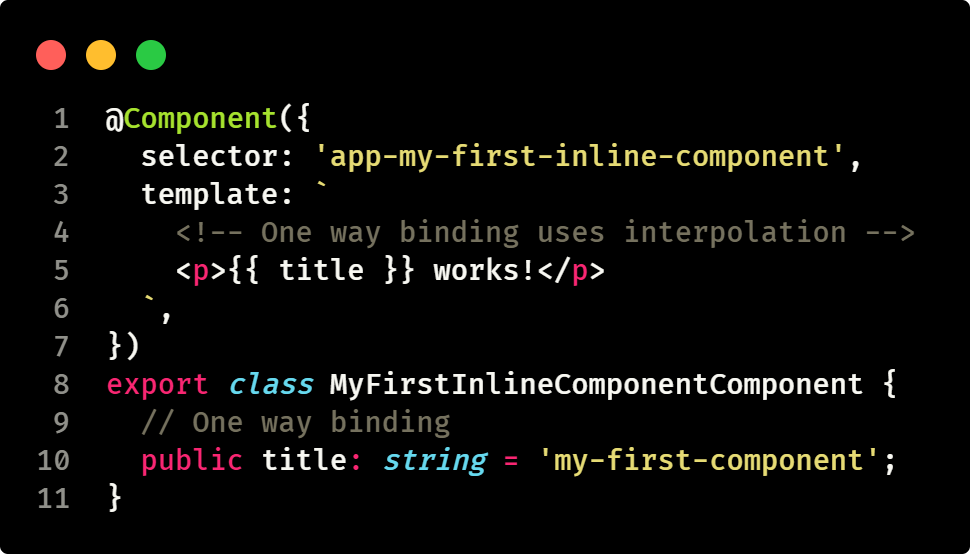 1 @Component({
2   selector: 'app-my-first-inline-component',
3   template: `
4     <!-- One way binding uses interpolation -->
5     <p>{{ title }} works!</p>
6   `,
7 })
8 export class MyFirstInlineComponentComponent {
9   // One way binding
10   public title: string = 'my-first-component';
11 }